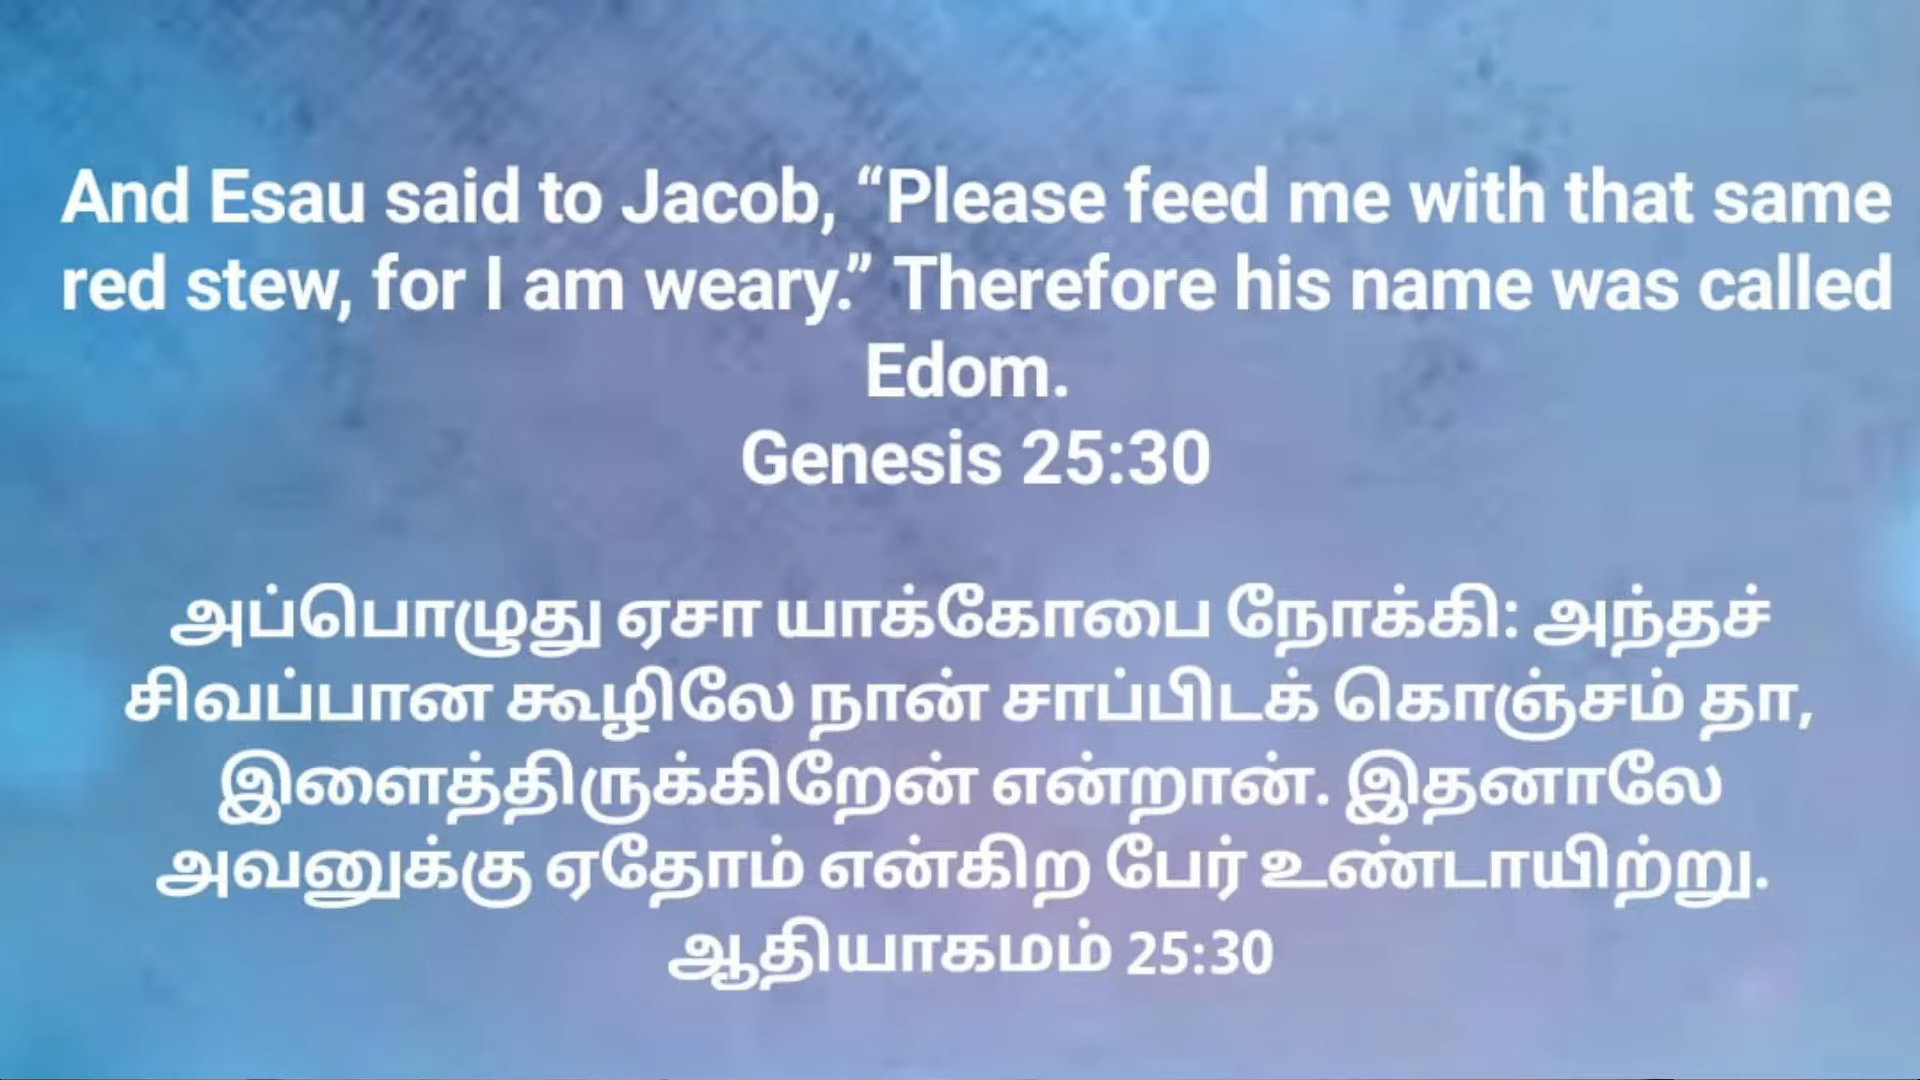 And Esau said to Jacob, “Please feed me with that same
red stew, for I am weary.” Therefore his name was called
Edom.
Genesis 25:30
அப்பொழுது ஏசா யாக்கோபை நோக்கி: அந்தச்
சிவப்பான கூழிலே நான் சாப்பிடக் கொஞ்சம் தா,
இளைத்திருக்கிறேன் என்றான். இதனாலே
அவனுக்கு ஏதோம் என்கிற பேர் உண்டாயிற்று.
ஆதியாகமம் 25:30